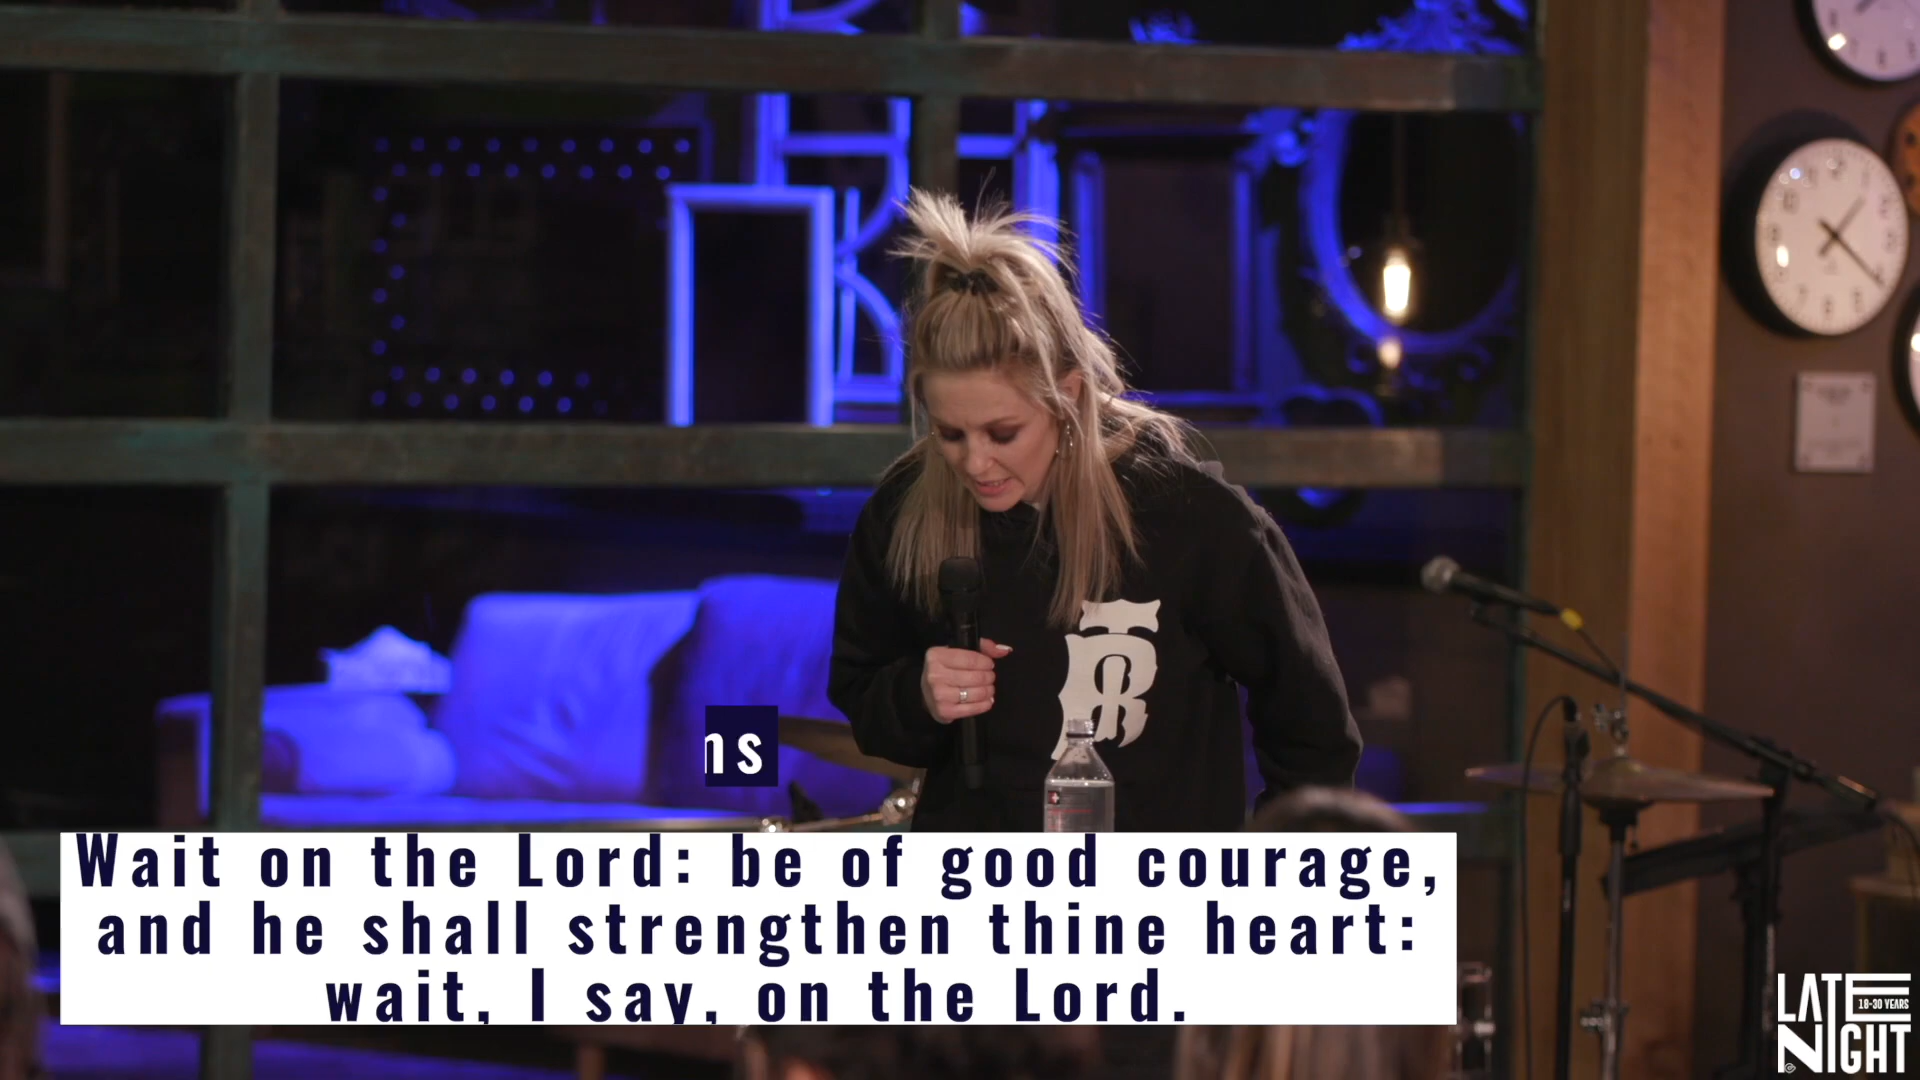 ns
Wait on the Lord: be of good courage,
and he shall strengthen thine heart:
wait, I say, on the Lord.
LATE
18-30 YEARS
NIGHT